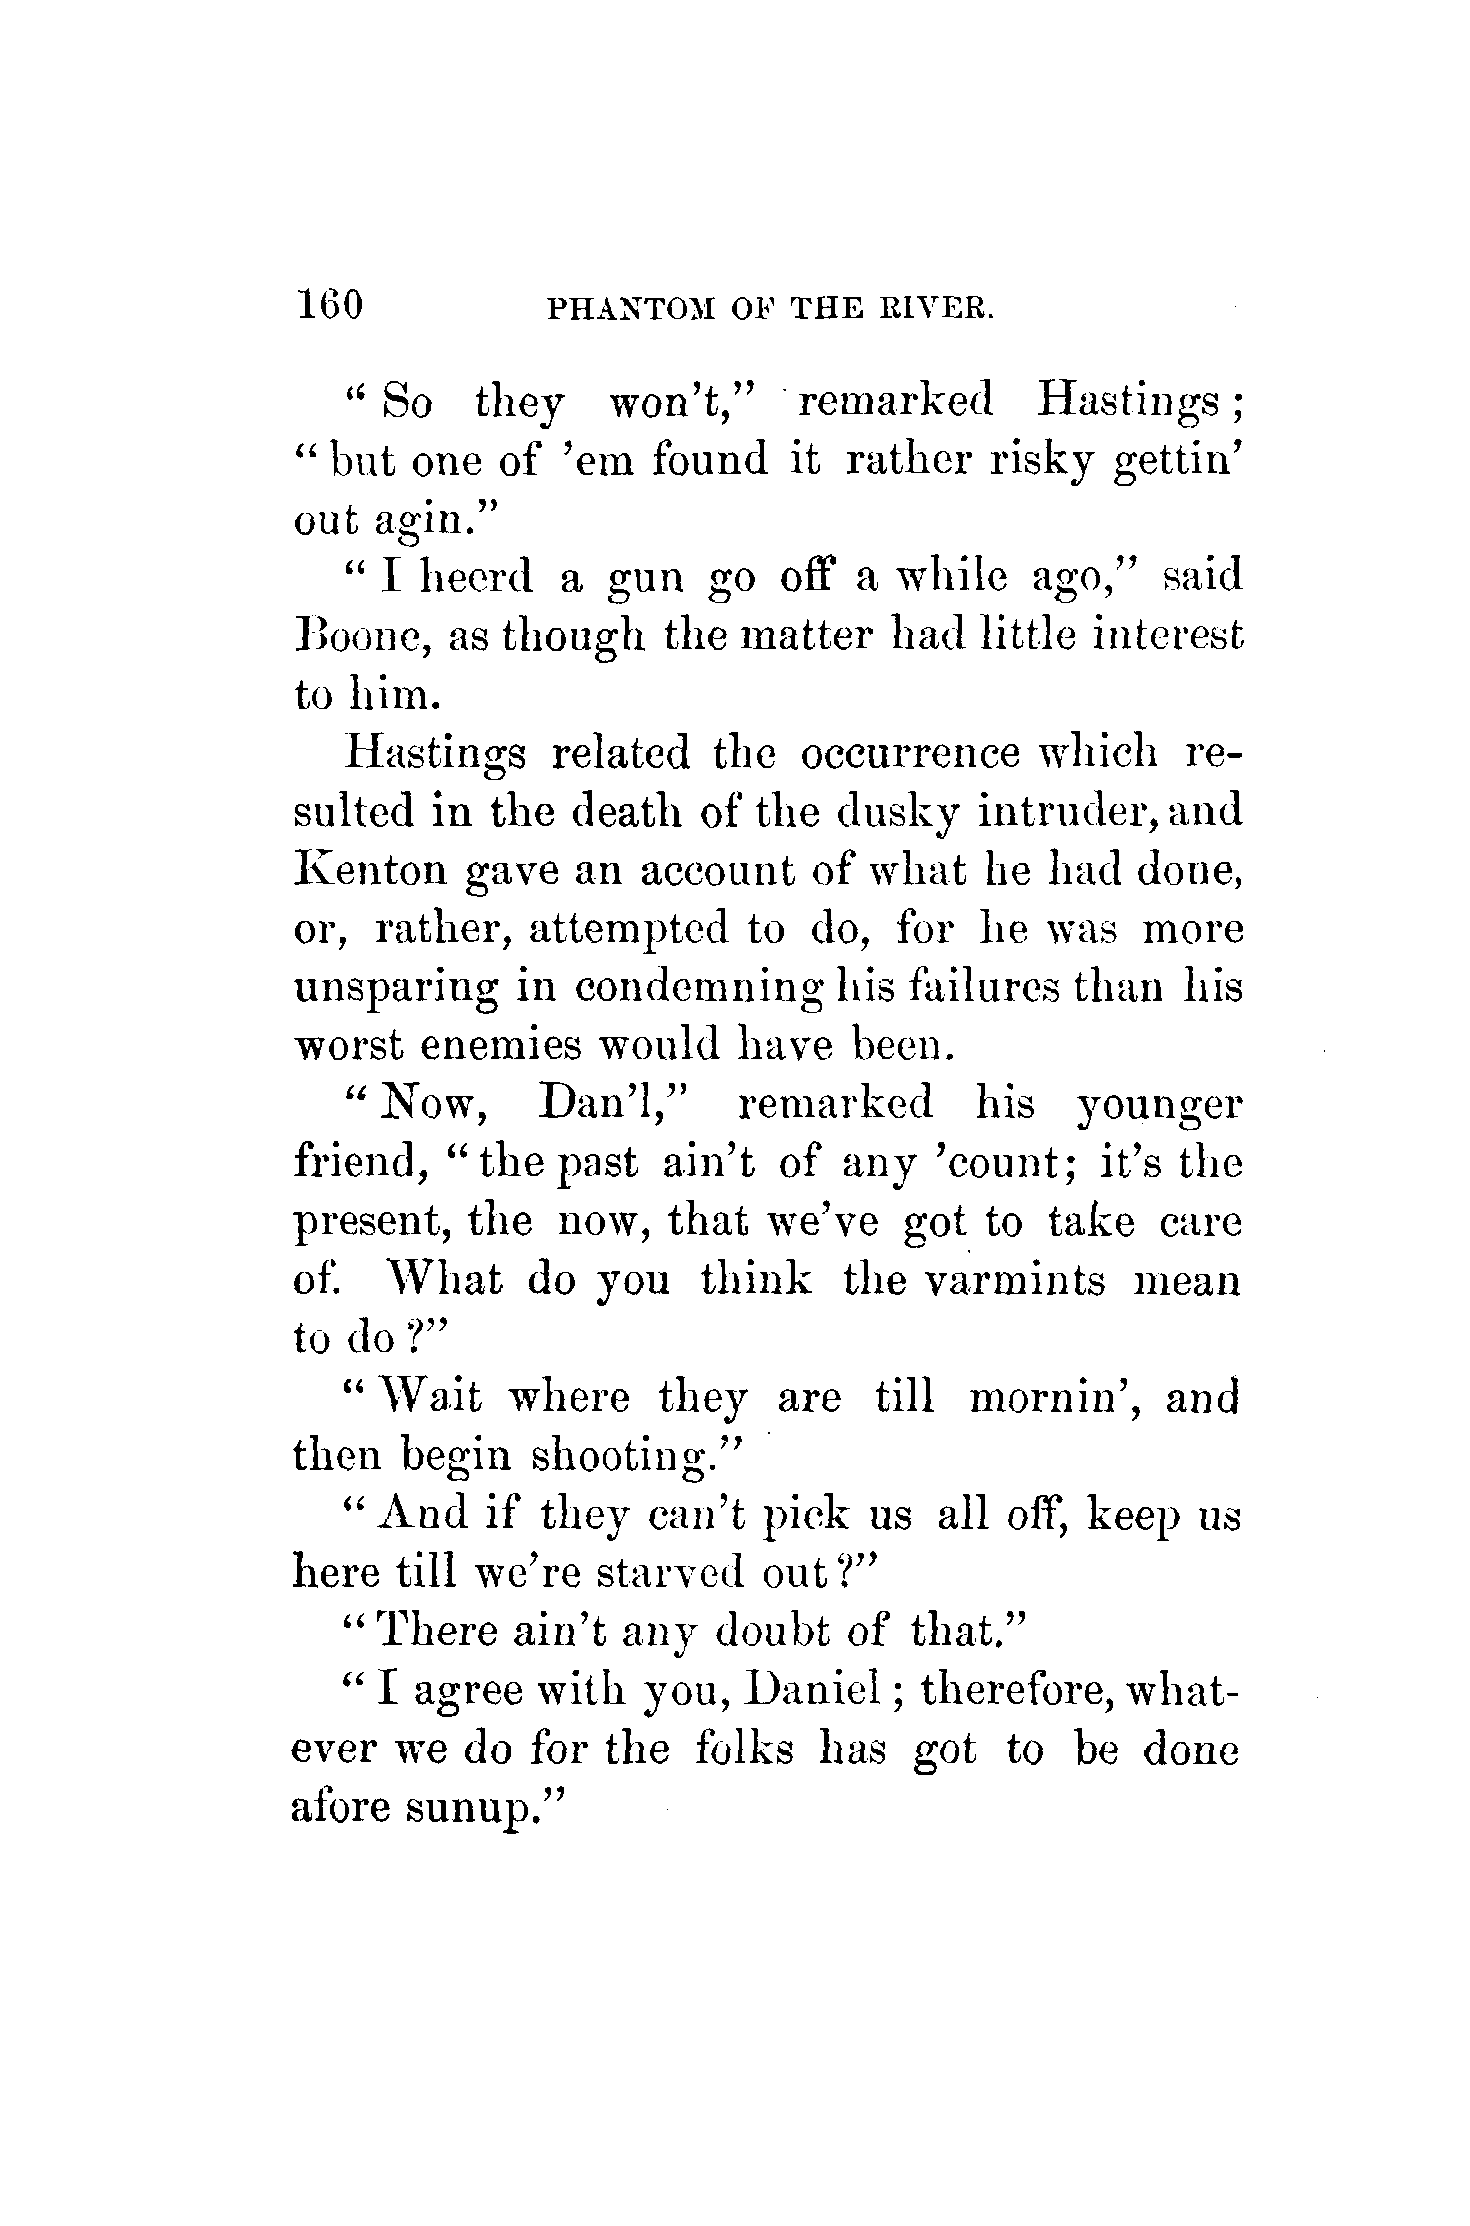 160 PHANTOM OF THE RIVER.
“ So they won’t,” remarked Hastings ;
“ but one of ’em found it rather risky gettin’
out agin.”
“ I heerd a gun go off a while ago,” said
Boone, as though the matter had little interest
to him.
Hastings related the occurrence which re-
sulted in the death of the dusky intruder, and
Kenton gave an account of what he had done,
or, rather, attempted to do, for he was more
unsparing in condemning his failures than his
worst enemies would have been.
“ Now, Dan’l,” remarked his younger
friend, “ the past ain’t of any ’count; it’s the
present, the now, that we’ve got to take care
of. What do you think the varmints mean
to do ?”
“ Wait where they are till mornin’, and
then begin shooting.”
“ And if they can’t pick us all off, keep us
here till we’re starved out ?”
“ There ain’t any doubt of that.”
“ I agree with you, Daniel ; therefore, what-
ever we do for the folks has got to be done
afore sunup.”